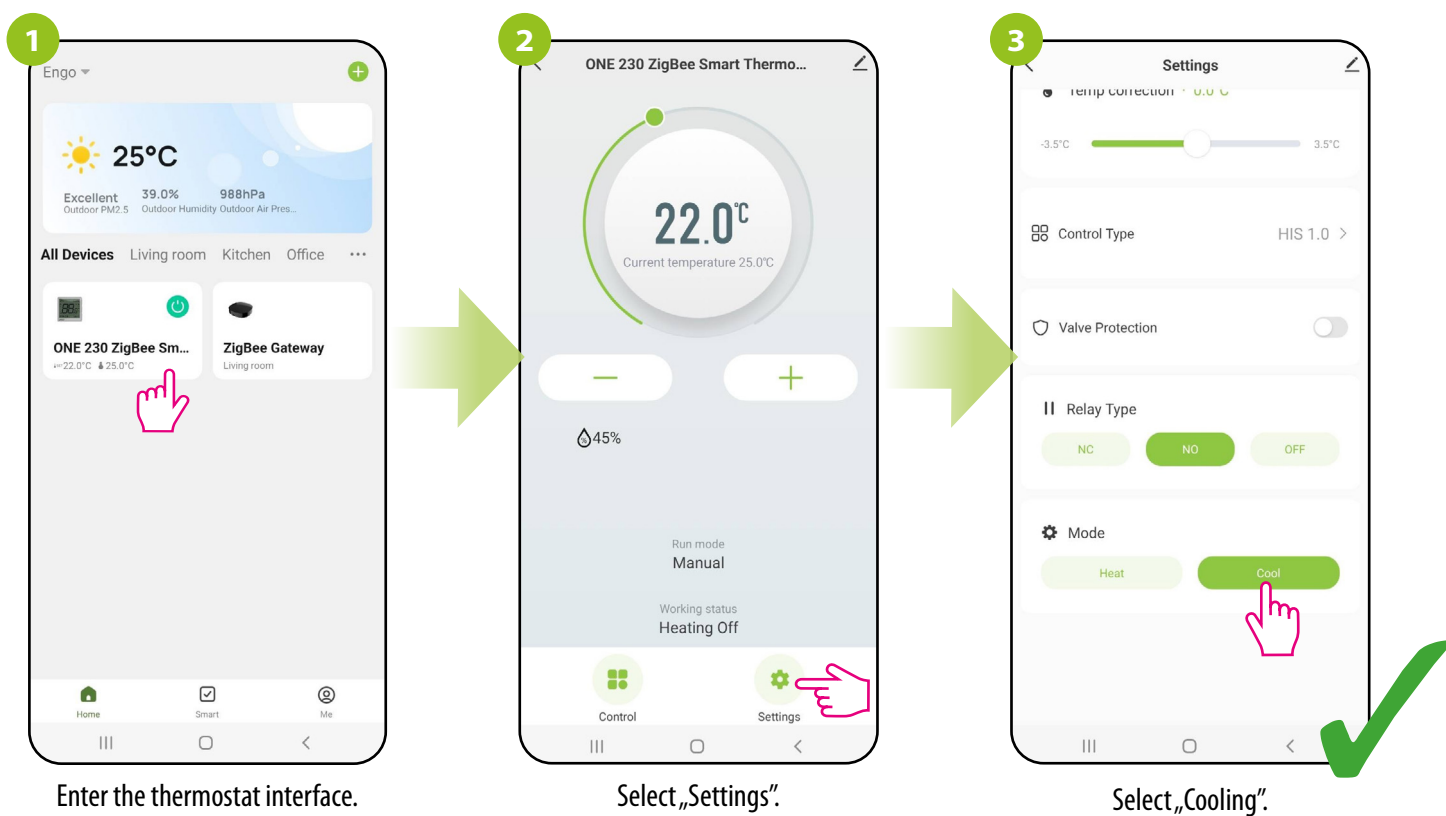 1
Engo
25°C
Excellent
Outdoor PM2.5
39.0%
Outdoor Humidity
988hPa
Outdoor Air Pres...
All Devices Living room Kitchen Office ...
ONE 230 ZigBee Sm...
22.0°C 25.0°C
ZigBee Gateway
Living room
Home Smart Me
Enter the thermostat interface.
2
ONE 230 ZigBee Smart Thermo...
22.0°C
Current temperature 25.0°C
45%
Run mode
Manual
Working status
Heating Off
Control Settings
Select „Settings”.
3
Settings
Temp correction · 0.0°C
-3.5°C 3.5°C
Control Type HIS 1.0 >
Valve Protection
Relay Type
NC NO OFF
Mode
Heat Cool
Select „Cooling”.